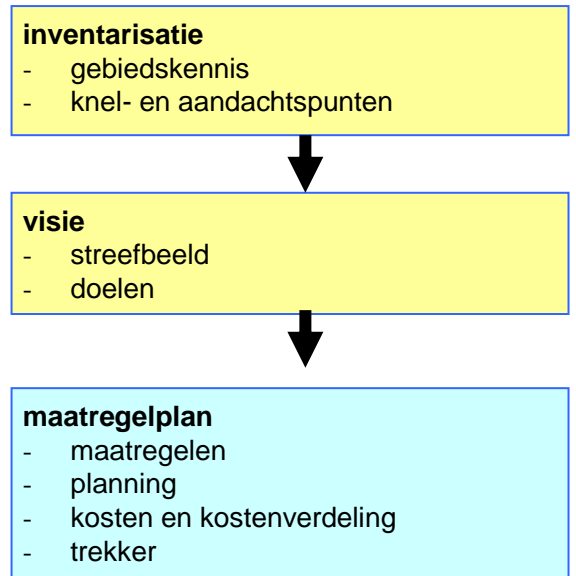 inventarisatie
- gebiedskennis
- knel- en aandachtspunten
visie
- streefbeeld
- doelen
maatregelplan
- maatregelen
- planning
- kosten en kostenverdeling
- trekker